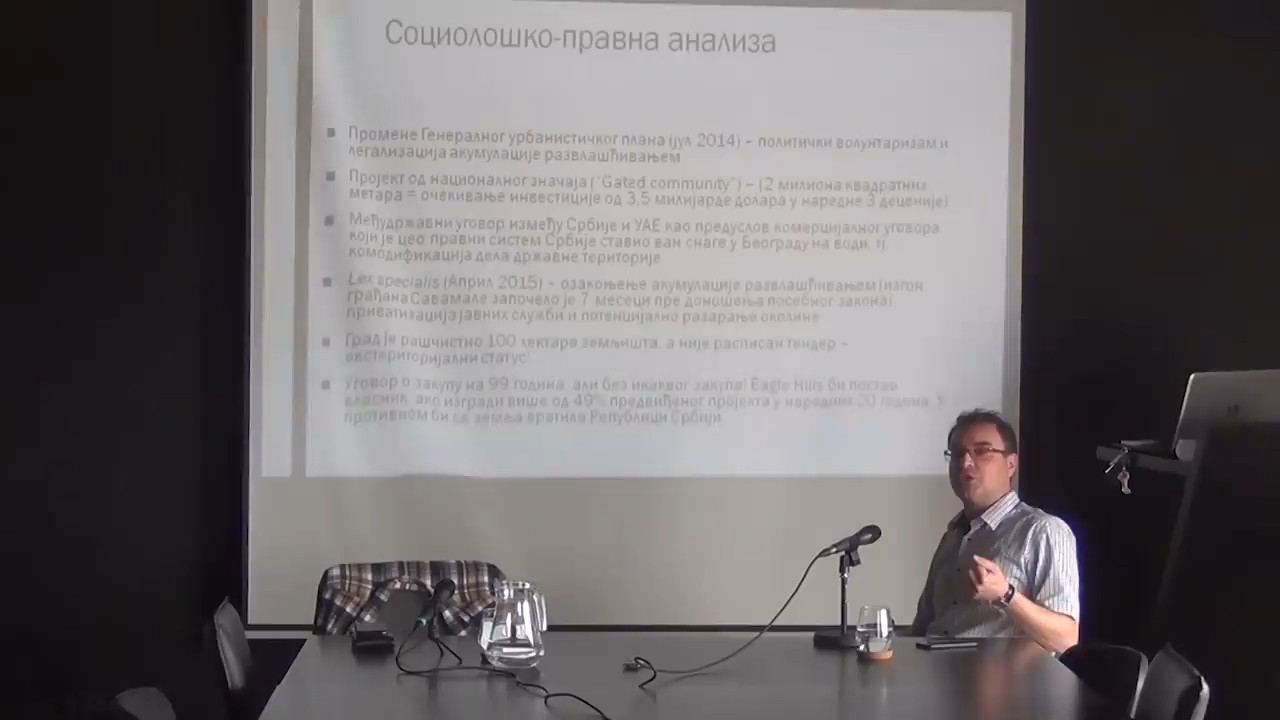 Социолошко-правна анализа
Промене Генералног урбанистичког плана (јул 2014) – политички волунтаризам и
легализација акумулације развлашћивањем
Пројект од националног значаја ("Gated community") – (2 милиона квадратних
метара = очекивање инвестиције од 3,5 милијарде долара у наредне 3 деценије)
Међудржавни уговор између Србије и УАЕ као предуслов комерцијалног уговора
који је цео правни систем Србије ставио ван снаге у Београду на води, тј.
комодификација дела државне територије
Lex specialis (Април 2015) – озакоњење акумулације развлашћивањем (изгон
грађана Савамале започело је 7 месеци пре доношења посебног закона)
приватизација јавних служби и потенцијално разарање околине
Град је рашчистио 100 хектара земљишта, а није расписан тендер –
екстериторијални статус!
Уговор о закупу на 99 година, али без икаквог закупа! Eagle Hills би постао
власник, ако изгради више од 49% предвиђеног пројекта у наредних 20 година. У
противном би се земља вратила Републици Србији